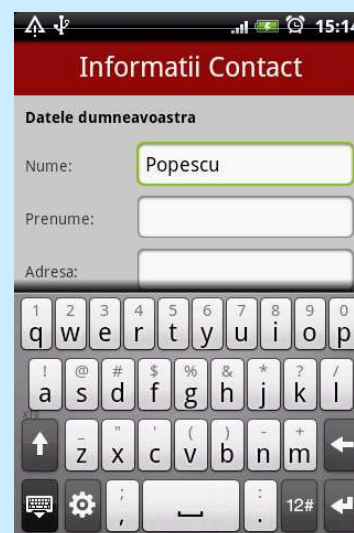 15:14
Informatii Contact
Datele dumneavoastra
Nume: Popescu
Prenume:
Adresa:
1 2 3 4 5 6 7 8 9 0
q w e r t y u i o p
! @ # $ % & * ? /
a s d f g h j k l
_ " ' ( ) - +
z x c v b n m
; :
, . 12#